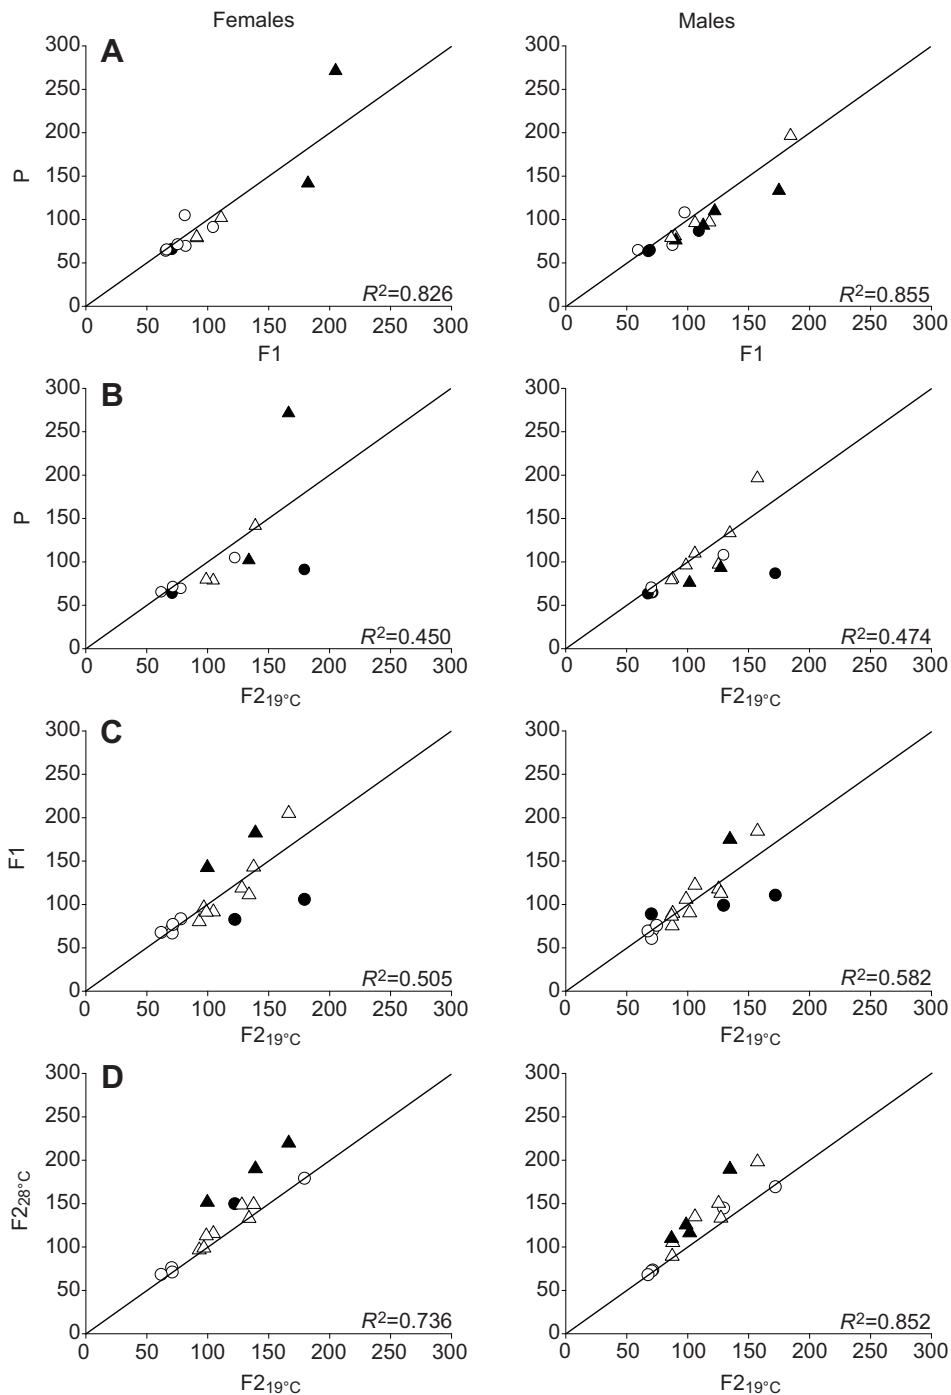 Females Males
A
300 300
250 250
200 200
P
150 150
100 100
50 50
R²=0.826 R²=0.855
0 0
0 50 100 150 200 250 300 0 50 100 150 200 250 300
F1 F1
B
300 300
250 250
200 200
P
150 150
100 100
50 50
R²=0.450 R²=0.474
0 0
0 50 100 150 200 250 300 0 50 100 150 200 250 300
F219°C F219°C
C
300 300
250 250
200 200
F1
150 150
100 100
50 50
R²=0.505 R²=0.582
0 0
0 50 100 150 200 250 300 0 50 100 150 200 250 300
F219°C F219°C
D
300 300
250 250
200 200
F228°C
150 150
100 100
50 50
R²=0.736 R²=0.852
0 0
0 50 100 150 200 250 300 0 50 100 150 200 250 300
F219°C F219°C